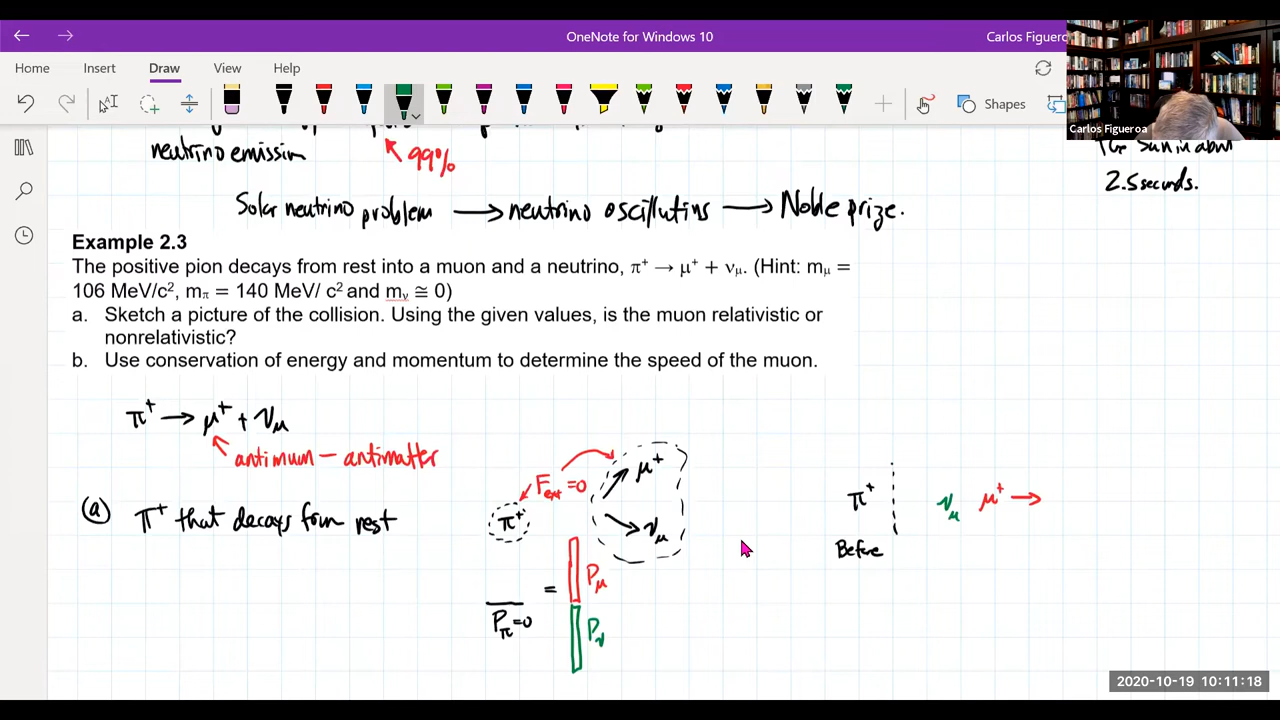 OneNote for Windows 10
Carlos Figuero
Home Insert Draw View Help
Shapes
Carlos Figueroa
neutrino emission
99%
The Sun in about
2.5 seconds.
Solar neutrino problem → neutrino oscillutins → Noble prize.
Example 2.3
The positive pion decays from rest into a muon and a neutrino, π⁺ → μ⁺ + νμ. (Hint: mμ =
106 MeV/c², mπ = 140 MeV/ c² and mν ≅ 0)
a. Sketch a picture of the collision. Using the given values, is the muon relativistic or
nonrelativistic?
b. Use conservation of energy and momentum to determine the speed of the muon.
π⁺ → μ⁺ + νμ
antimuon – antimatter
(a) π⁺ that decays from rest
Fext = 0
π⁺
μ⁺
νμ
Pπ = 0 = Pμ
Pν
π⁺ νμ μ⁺ →
Before
2020-10-19 10:11:18